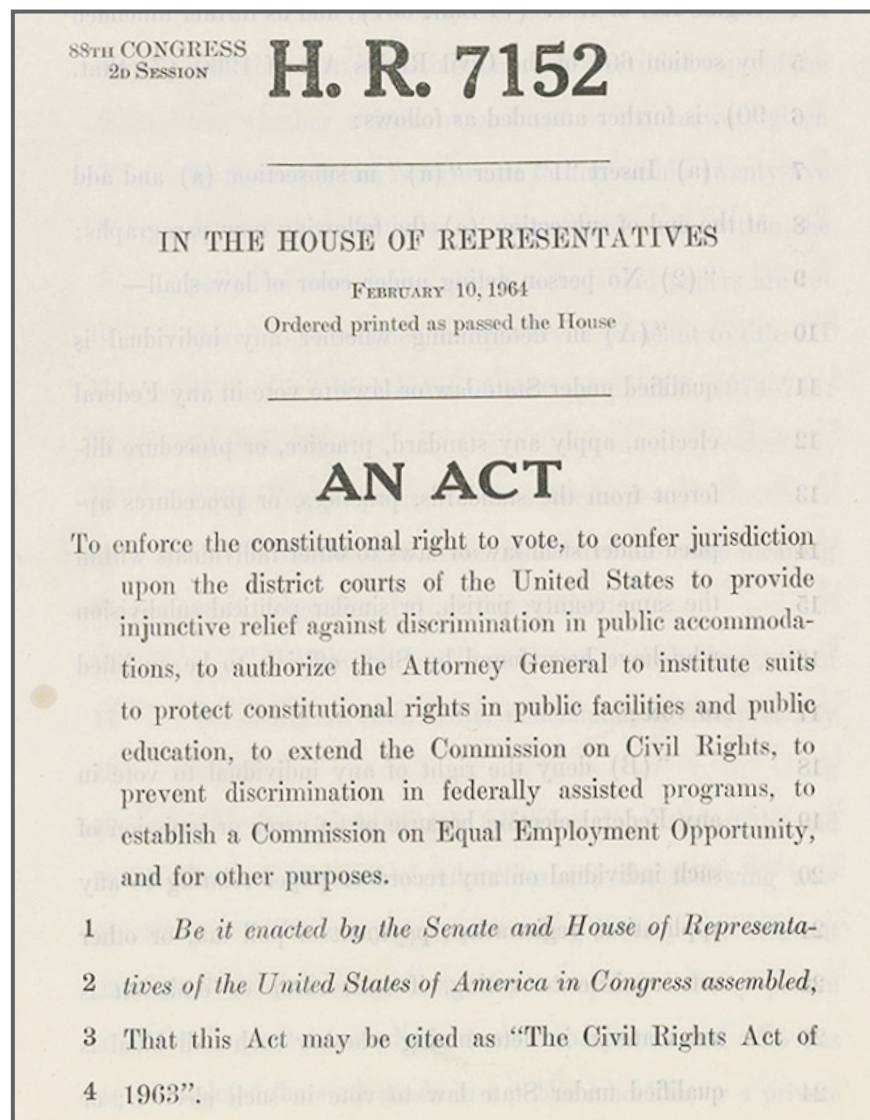 88TH CONGRESS
2D SESSION
H. R. 7152
IN THE HOUSE OF REPRESENTATIVES
FEBRUARY 10, 1964
Ordered printed as passed the House
AN ACT
To enforce the constitutional right to vote, to confer jurisdiction
upon the district courts of the United States to provide
injunctive relief against discrimination in public accommoda-
tions, to authorize the Attorney General to institute suits
to protect constitutional rights in public facilities and public
education, to extend the Commission on Civil Rights, to
prevent discrimination in federally assisted programs, to
establish a Commission on Equal Employment Opportunity,
and for other purposes.
1 Be it enacted by the Senate and House of Representa-
2 tives of the United States of America in Congress assembled,
3 That this Act may be cited as “The Civil Rights Act of
4 1963”